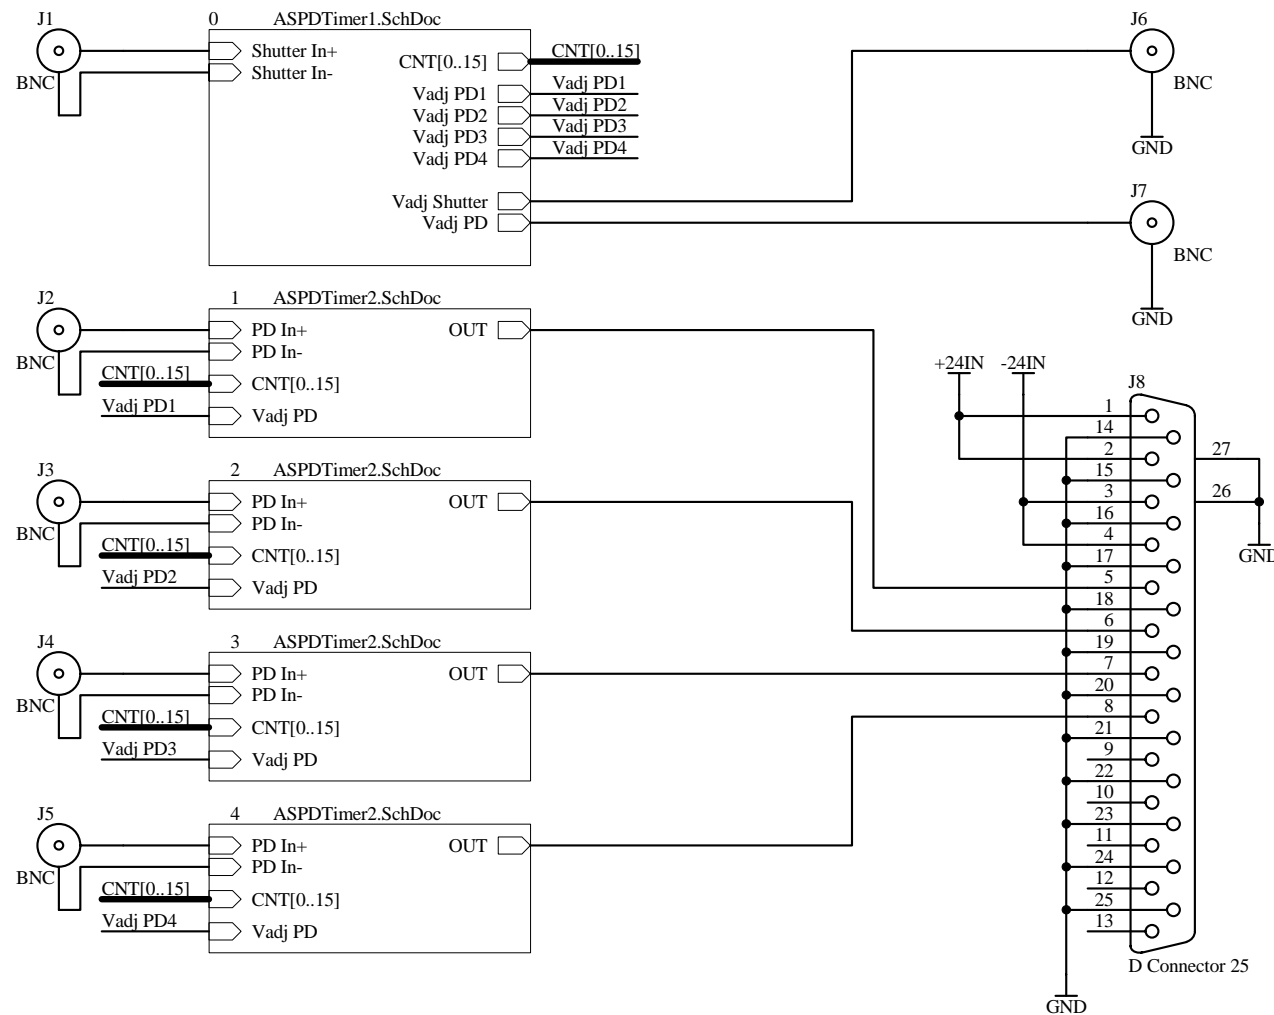 J1
BNC
0 ASPDTimer1.SchDoc
Shutter In+
Shutter In-
CNT[0..15] CNT[0..15]
Vadj PD1 Vadj PD1
Vadj PD2 Vadj PD2
Vadj PD3 Vadj PD3
Vadj PD4 Vadj PD4
Vadj Shutter
Vadj PD
J6
BNC
GND
J7
BNC
GND
J2
BNC
1 ASPDTimer2.SchDoc
PD In+ OUT
PD In-
CNT[0..15] CNT[0..15]
Vadj PD1 Vadj PD
J3
BNC
2 ASPDTimer2.SchDoc
PD In+ OUT
PD In-
CNT[0..15] CNT[0..15]
Vadj PD2 Vadj PD
J4
BNC
3 ASPDTimer2.SchDoc
PD In+ OUT
PD In-
CNT[0..15] CNT[0..15]
Vadj PD3 Vadj PD
J5
BNC
4 ASPDTimer2.SchDoc
PD In+ OUT
PD In-
CNT[0..15] CNT[0..15]
Vadj PD4 Vadj PD
+24IN -24IN
J8
1
14
2
15
3
16
4
17
5
18
6
19
7
20
8
21
9
22
10
23
11
24
12
25
13
27
26
GND
D Connector 25
GND